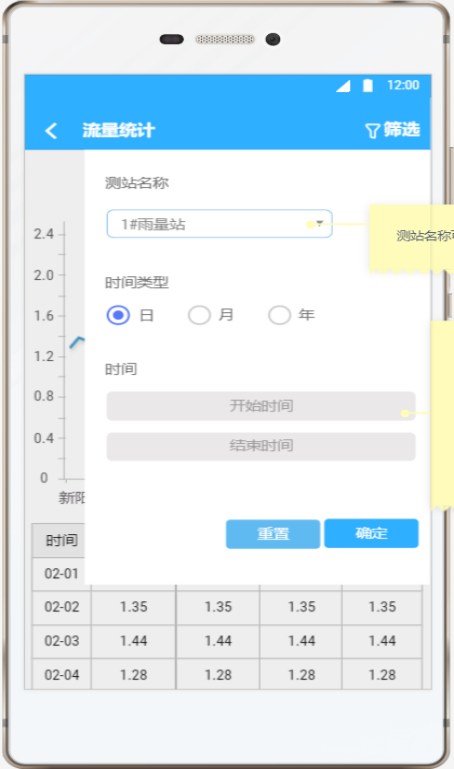 12:00
流量统计
筛选
测站名称
1#雨量站
测站名称
2.4
2.0
时间类型
1.6
日 月 年
1.2
时间
0.8
开始时间
0.4
结束时间
0
新阳
重置 确定
时间
02-01
02-02 1.35 1.35 1.35 1.35
02-03 1.44 1.44 1.44 1.44
02-04 1.28 1.28 1.28 1.28